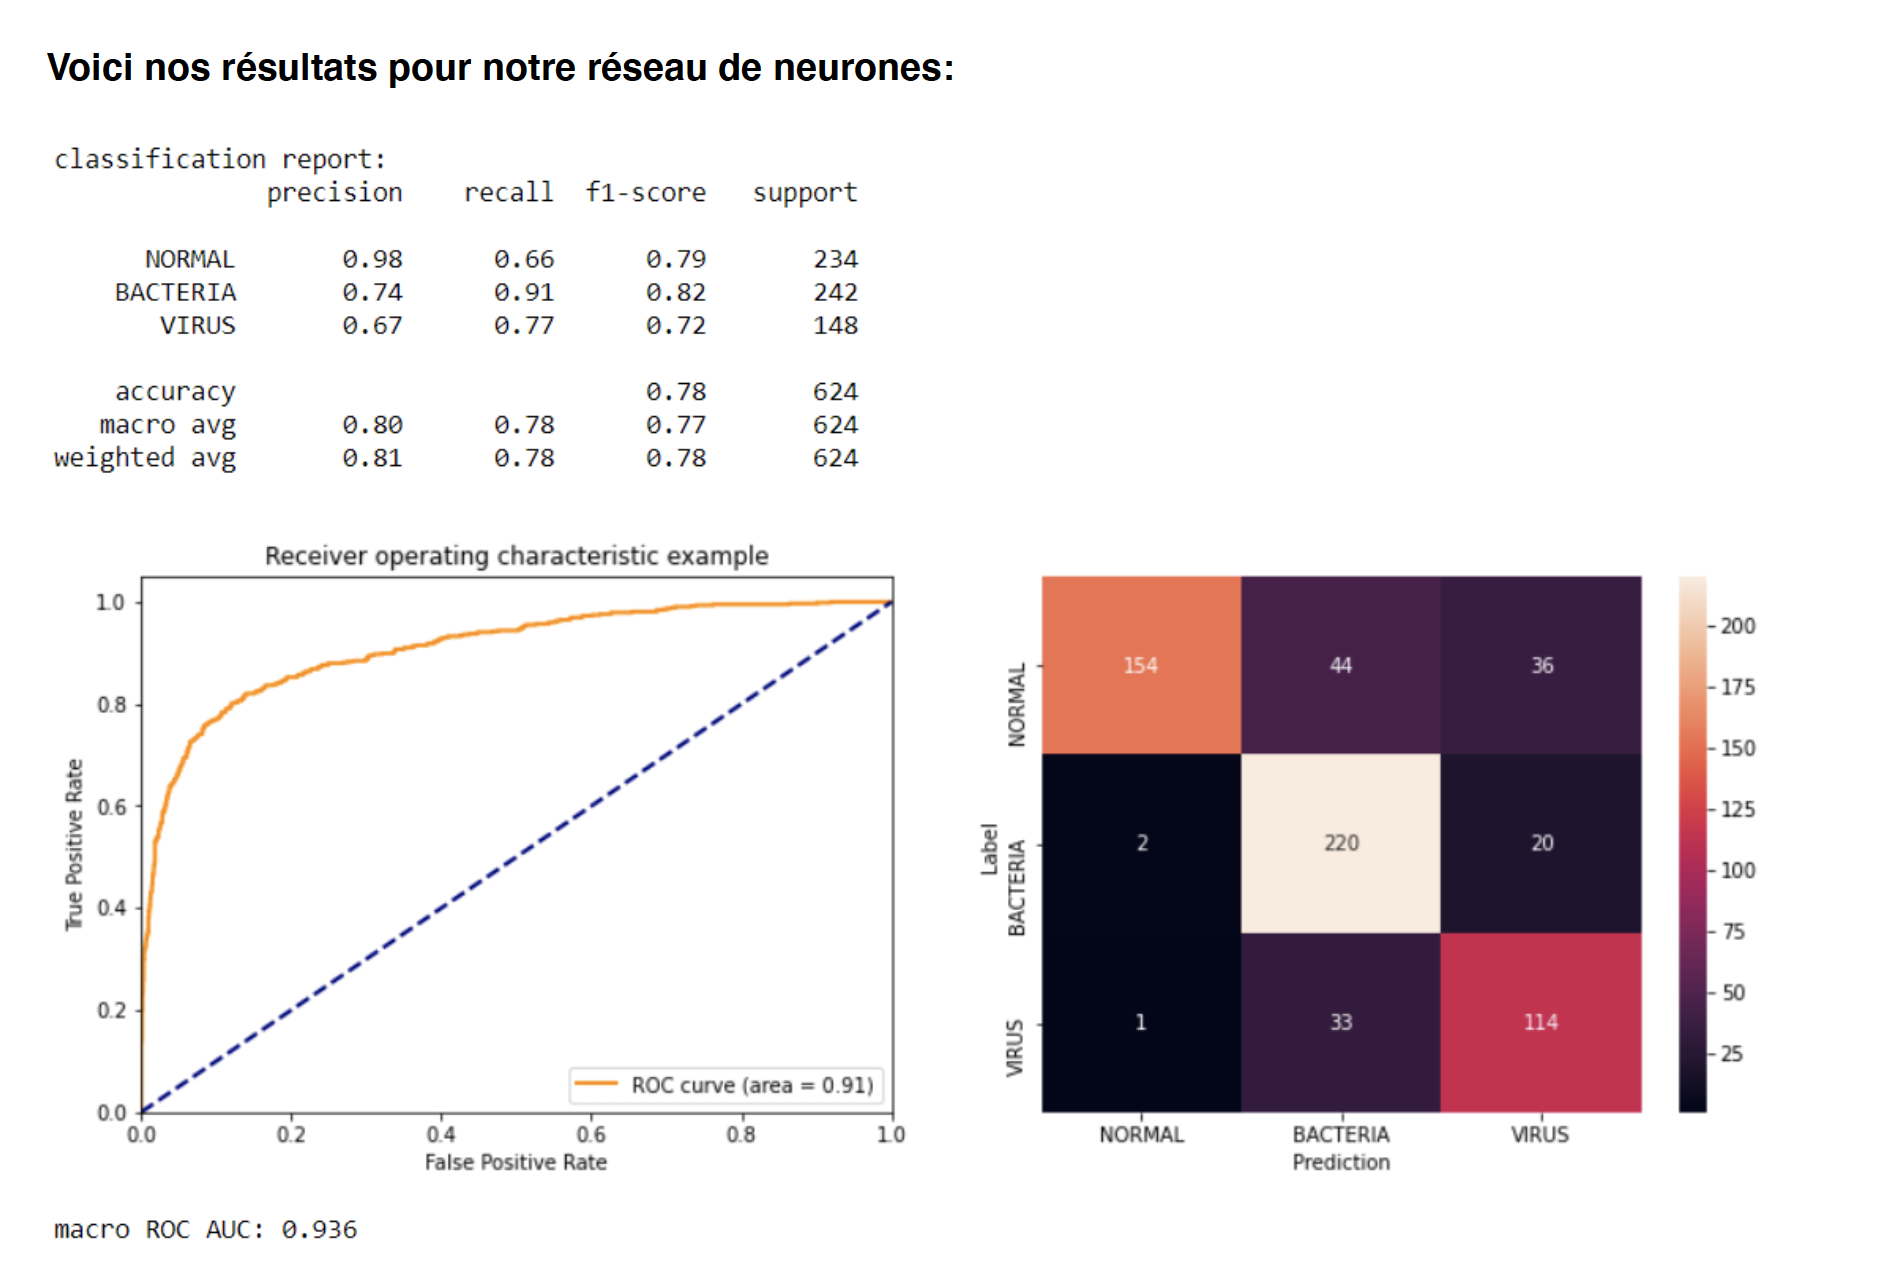 Voici nos résultats pour notre réseau de neurones:
classification report:
precision recall f1-score support
NORMAL 0.98 0.66 0.79 234
BACTERIA 0.74 0.91 0.82 242
VIRUS 0.67 0.77 0.72 148
accuracy 0.78 624
macro avg 0.80 0.78 0.77 624
weighted avg 0.81 0.78 0.78 624
Receiver operating characteristic example
True Positive Rate
1.0
0.8
0.6
0.4
0.2
0.0
ROC curve (area = 0.91)
0.0 0.2 0.4 0.6 0.8 1.0
False Positive Rate
Label
NORMAL
154 44 36
BACTERIA
2 220 20
VIRUS
1 33 114
NORMAL BACTERIA VIRUS
Prediction
200
175
150
125
100
75
50
25
macro ROC AUC: 0.936